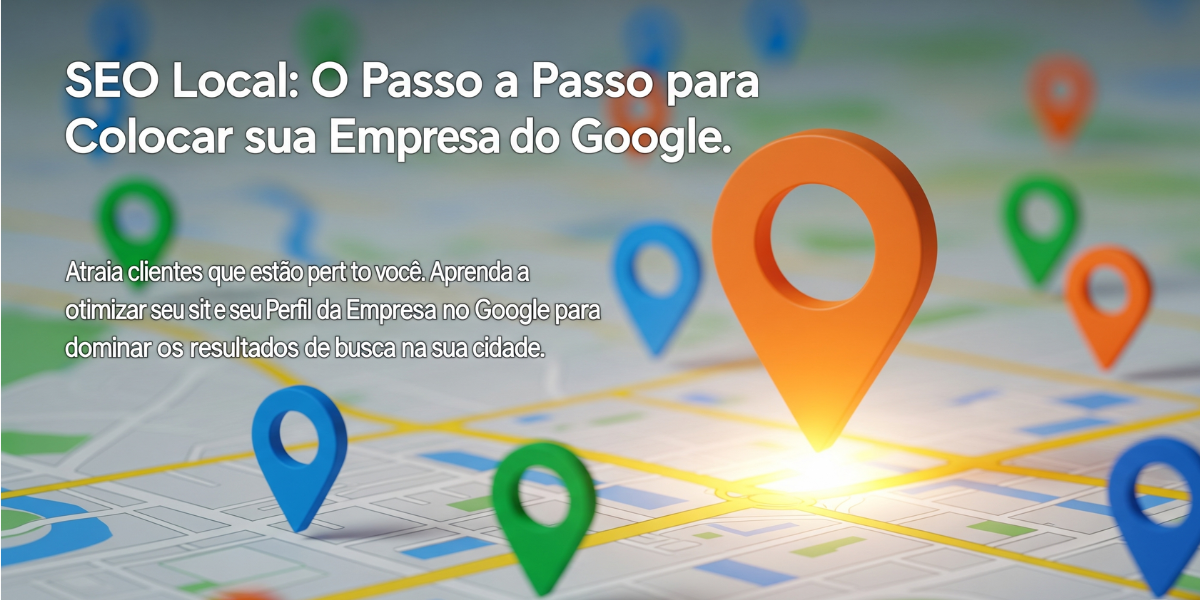 SEO Local: O Passo a Passo para
Colocar sua Empresa do Google.
Atraia clientes que estão pert to você. Aprenda a
otimizar seu sit e seu Perfil da Empresa no Google para
dominar os resultados de busca na sua cidade.